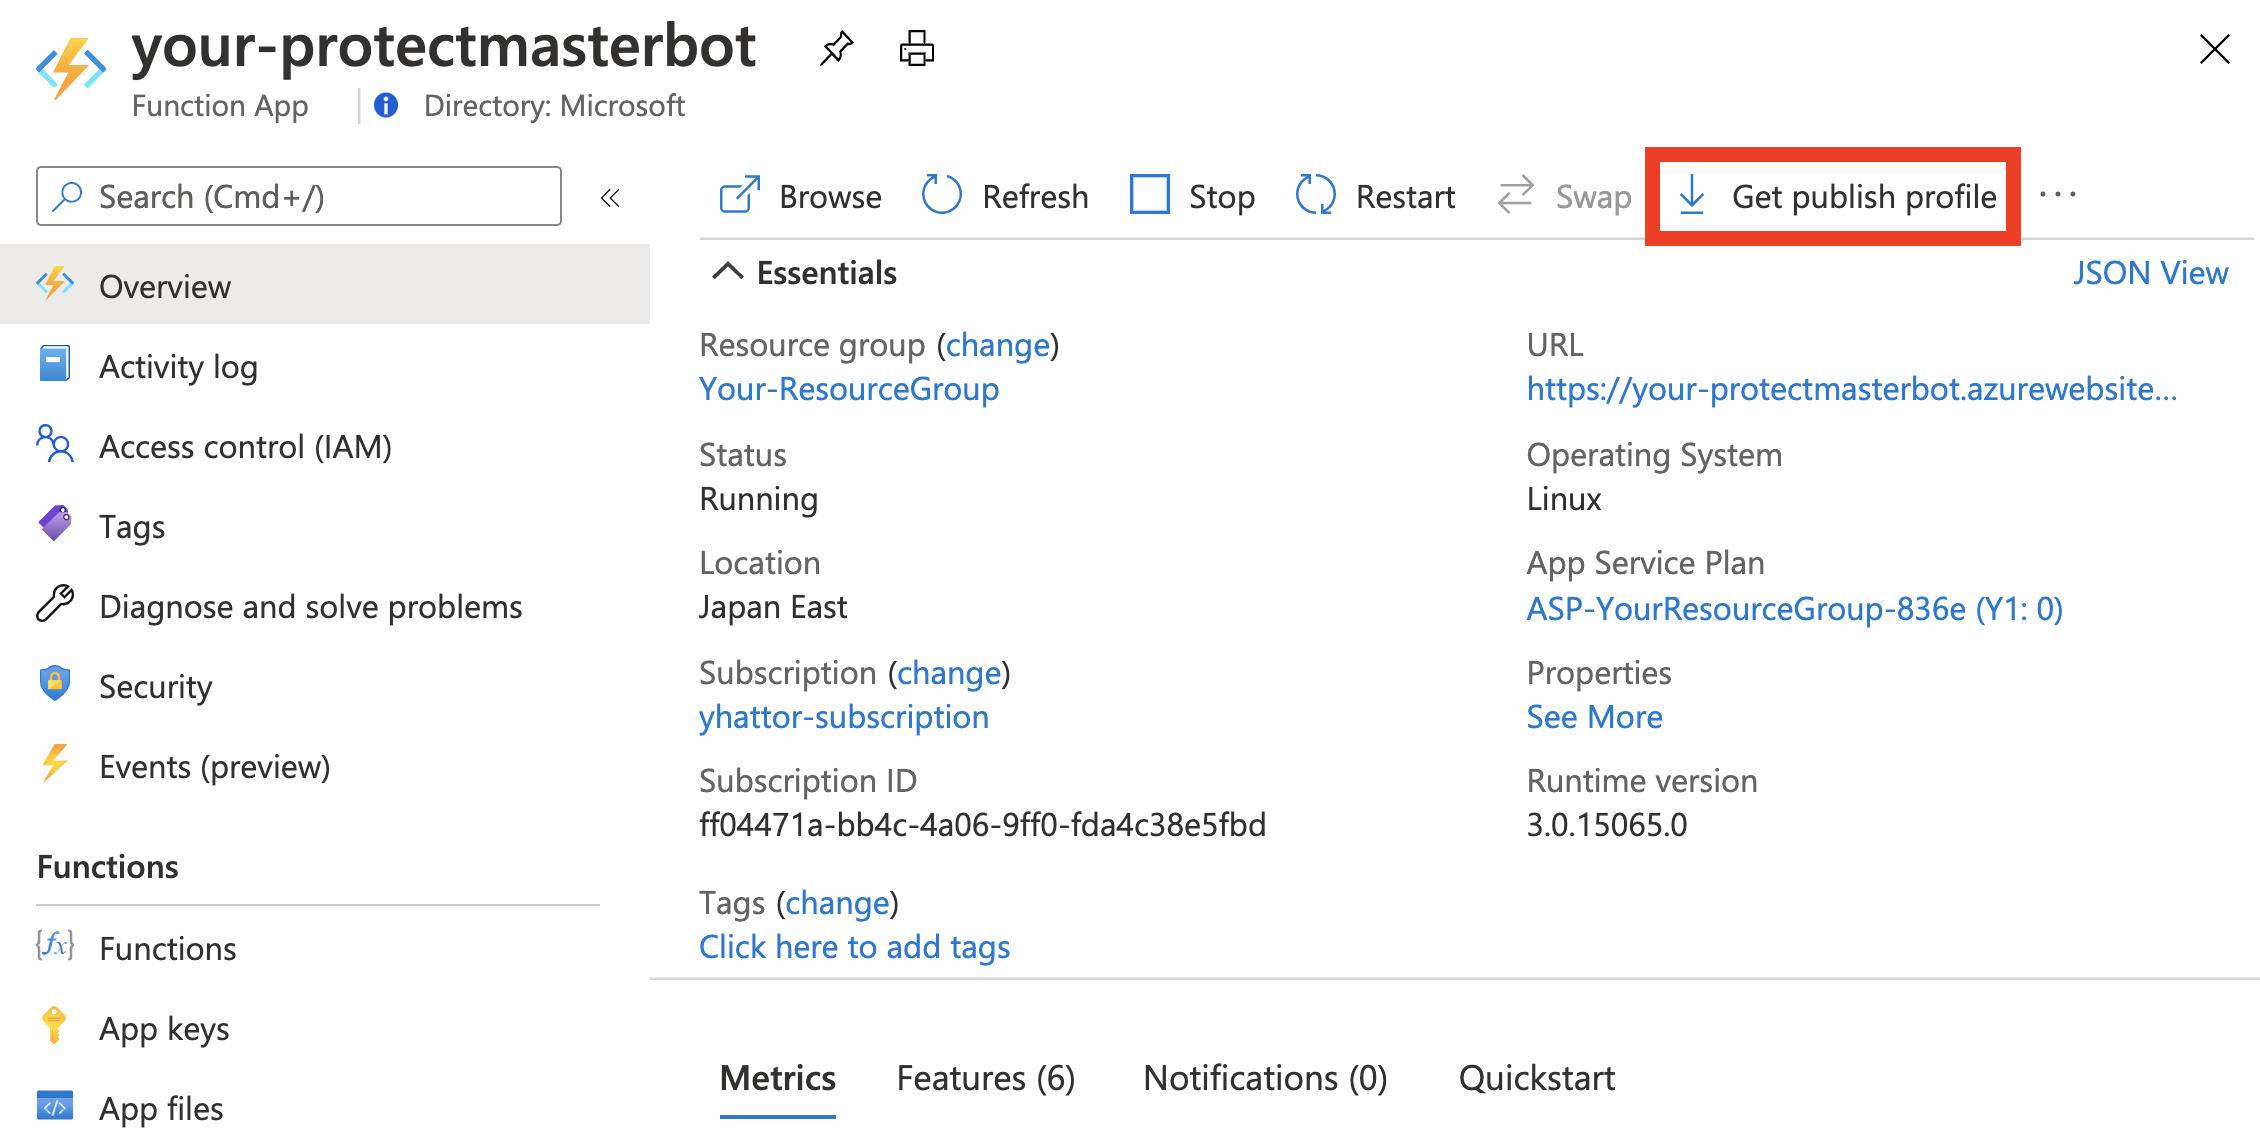 your-protectmasterbot
Function App
Directory: Microsoft
Search (Cmd+/)
«
Overview
Activity log
Access control (IAM)
Tags
Diagnose and solve problems
Security
Events (preview)
Functions
Functions
App keys
App files
Browse
Refresh
Stop
Restart
Swap
Get publish profile
...
Essentials
JSON View
Resource group (change)
Your-ResourceGroup
Status
Running
Location
Japan East
Subscription (change)
yhattor-subscription
Subscription ID
ff04471a-bb4c-4a06-9ff0-fda4c38e5fbd
Tags (change)
Click here to add tags
URL
https://your-protectmasterbot.azurewebsite...
Operating System
Linux
App Service Plan
ASP-YourResourceGroup-836e (Y1: 0)
Properties
See More
Runtime version
3.0.15065.0
Metrics
Features (6)
Notifications (0)
Quickstart